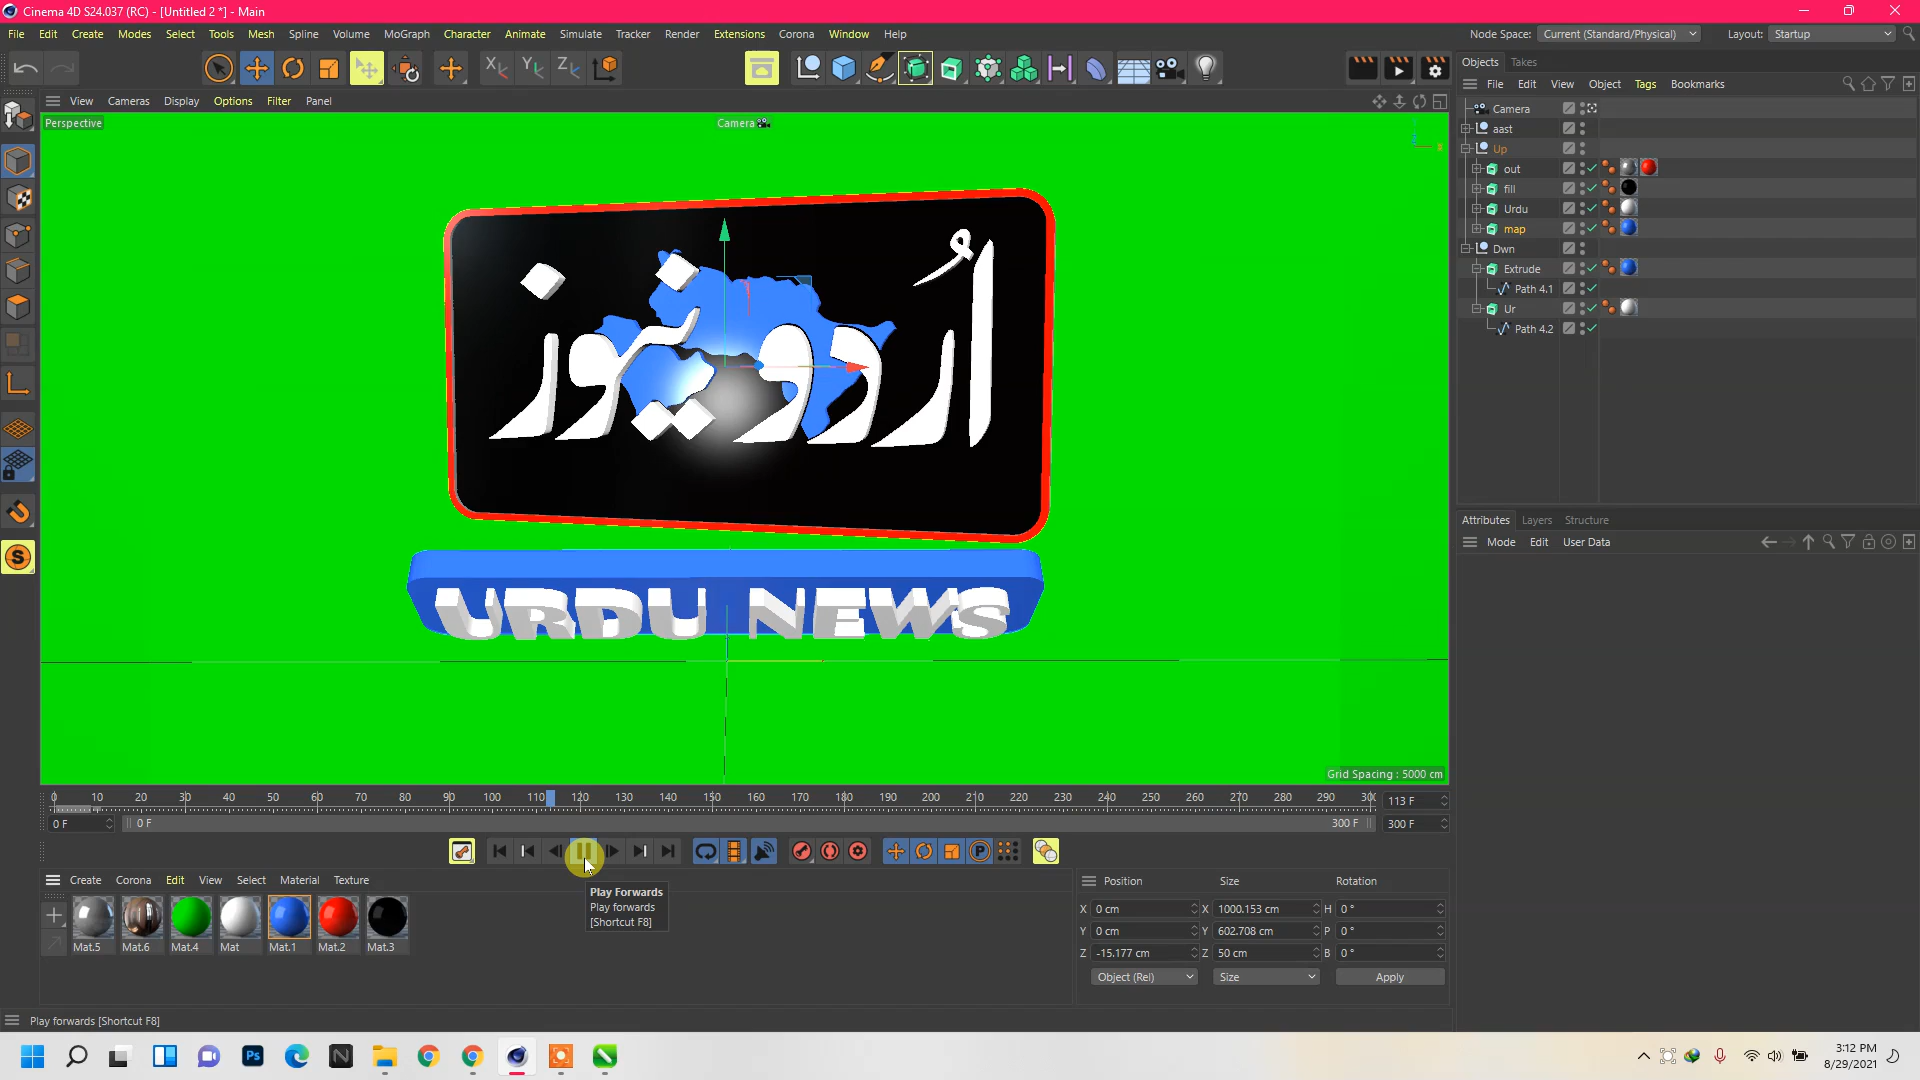 Cinema 4D S24.037 (RC) - [Untitled 2 *] - Main
File Edit Create Modes Select Tools Mesh Spline Volume MoGraph Character Animate Simulate Tracker Render Extensions Corona Window Help
Node Space: Current (Standard/Physical) Layout: Startup
Objects Takes
File Edit View Object Tags Bookmarks
View Cameras Display Options Filter Panel
Perspective
Camera
Camera
aast
Up
out
fill
Urdu
map
Dwn
Extrude
Path 4.1
Ur
Path 4.2
اُردو نیوز
URDU NEWS
Grid Spacing : 5000 cm
Attributes Layers Structure
Mode Edit User Data
0 10 20 30 40 50 60 70 80 90 100 110 120 130 140 150 160 170 180 190 200 210 220 230 240 250 260 270 280 290 30
113 F
0 F 0 F 300 F 300 F
Play Forwards
Play forwards
[Shortcut F8]
Create Corona Edit View Select Material Texture
Mat.5 Mat.6 Mat.4 Mat Mat.1 Mat.2 Mat.3
Position Size Rotation
X 0 cm X 1000.153 cm H 0 °
Y 0 cm Y 602.708 cm P 0 °
Z -15.177 cm Z 50 cm B 0 °
Object (Rel) Size Apply
Play forwards [Shortcut F8]
3:12 PM
8/29/2021